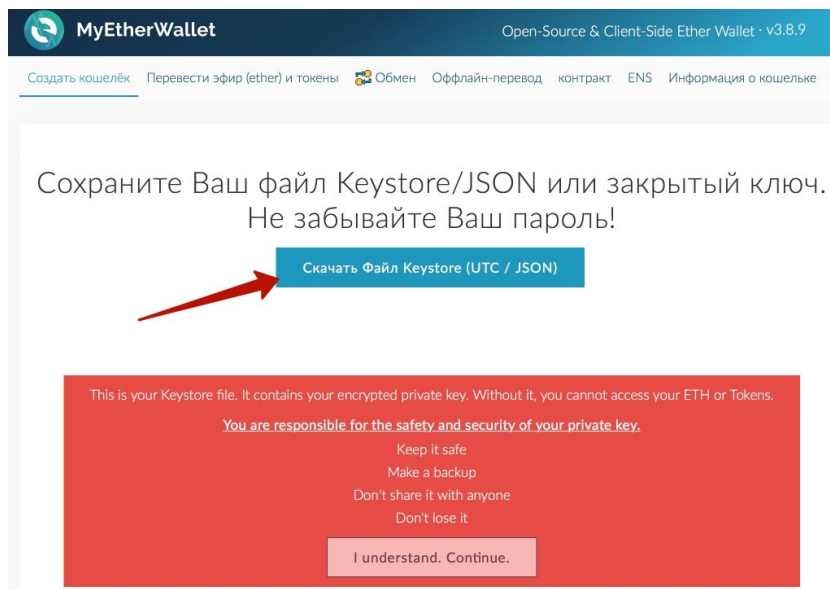 MyEtherWallet
Open-Source & Client-Side Ether Wallet · v3.8.9
Создать кошелёк Перевести эфир (ether) и токены Обмен Оффлайн-перевод контракт ENS Информация о кошельке
Сохраните Ваш файл Keystore/JSON или закрытый ключ.
Не забывайте Ваш пароль!
Скачать Файл Keystore (UTC / JSON)
This is your Keystore file. It contains your encrypted private key. Without it, you cannot access your ETH or Tokens.
You are responsible for the safety and security of your private key.
Keep it safe
Make a backup
Don't share it with anyone
Don't lose it
I understand. Continue.